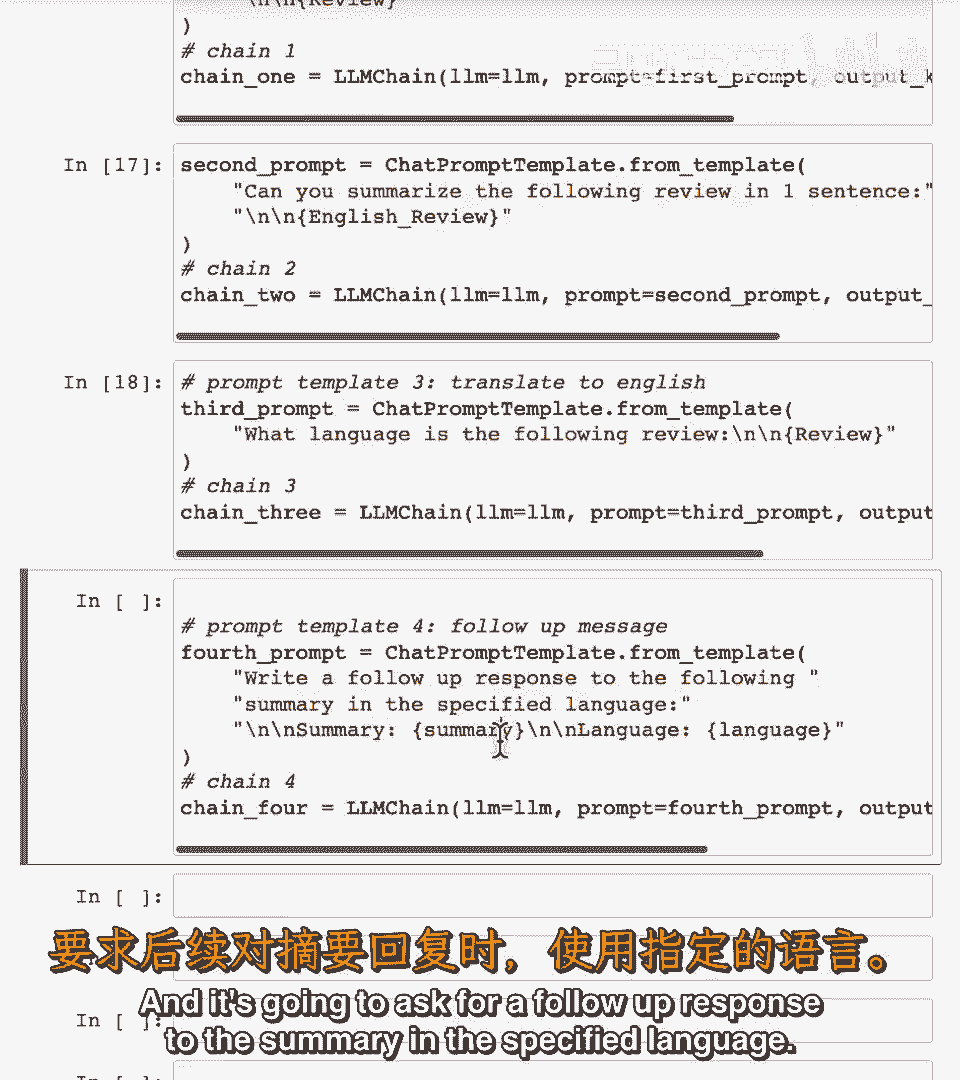 "\n\n{Review}"
)
# chain 1
chain_one = LLMChain(llm=llm, prompt=first_prompt, output_k
In [17]:
second_prompt = ChatPromptTemplate.from_template(
"Can you summarize the following review in 1 sentence:"
"\n\n{English_Review}"
)
# chain 2
chain_two = LLMChain(llm=llm, prompt=second_prompt, output_
In [18]:
# prompt template 3: translate to english
third_prompt = ChatPromptTemplate.from_template(
"What language is the following review:\n\n{Review}"
)
# chain 3
chain_three = LLMChain(llm=llm, prompt=third_prompt, output
In [ ]:
# prompt template 4: follow up message
fourth_prompt = ChatPromptTemplate.from_template(
"Write a follow up response to the following "
"summary in the specified language:"
"\n\nSummary: {summary}\n\nLanguage: {language}"
)
# chain 4
chain_four = LLMChain(llm=llm, prompt=fourth_prompt, output
In [ ]:
要求后续对摘要回复时，使用指定的语言。
And it's going to ask for a follow up response
to the summary in the specified language.
In [ ]: